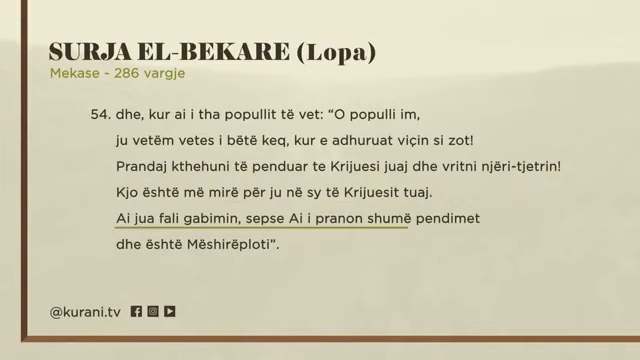 SURJA EL-BEKARE (Lopa)
Mekase - 286 vargje
54. dhe, kur ai i tha popullit të vet: “O populli im,
ju vetëm vetes i bëtë keq, kur e adhuruat viçin si zot!
Prandaj kthehuni të penduar te Krijuesi juaj dhe vritni njëri-tjetrin!
Kjo është më mirë për ju në sy të Krijuesit tuaj.
Ai jua fali gabimin, sepse Ai i pranon shumë pendimet
dhe është Mëshirëploti”.
@kurani.tv